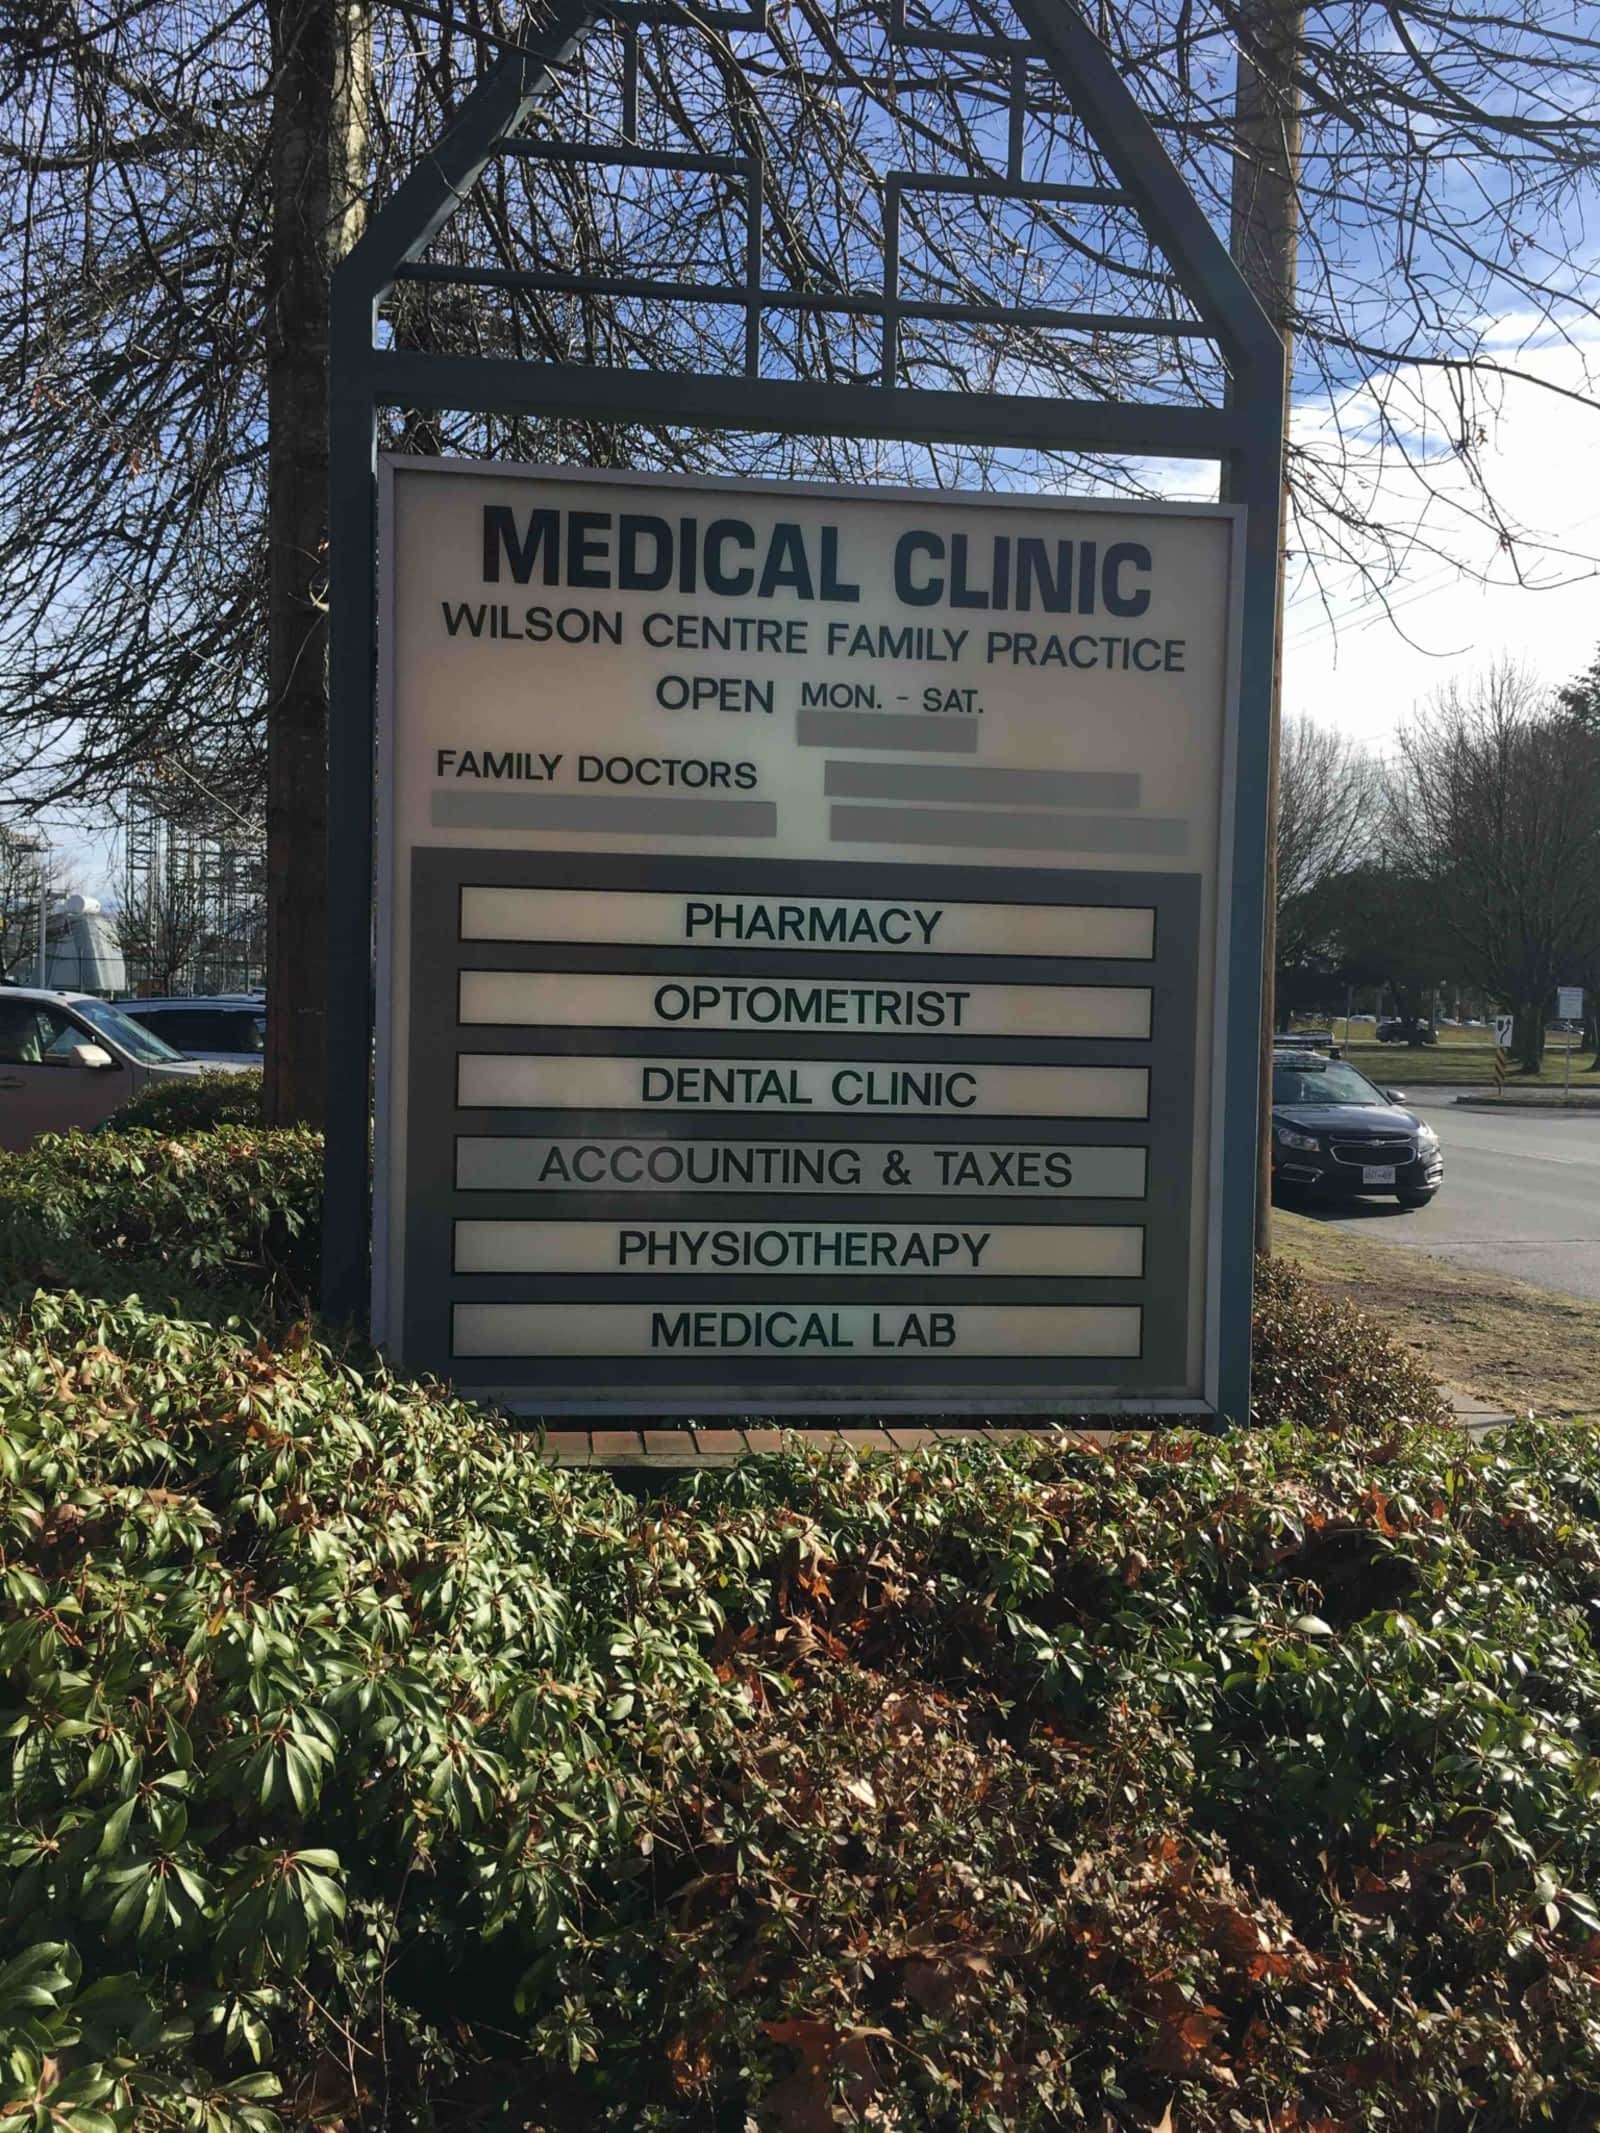 MEDICAL CLINIC
WILSON CENTRE FAMILY PRACTICE
OPEN MON. - SAT.
FAMILY DOCTORS
PHARMACY
OPTOMETRIST
DENTAL CLINIC
ACCOUNTING & TAXES
PHYSIOTHERAPY
MEDICAL LAB